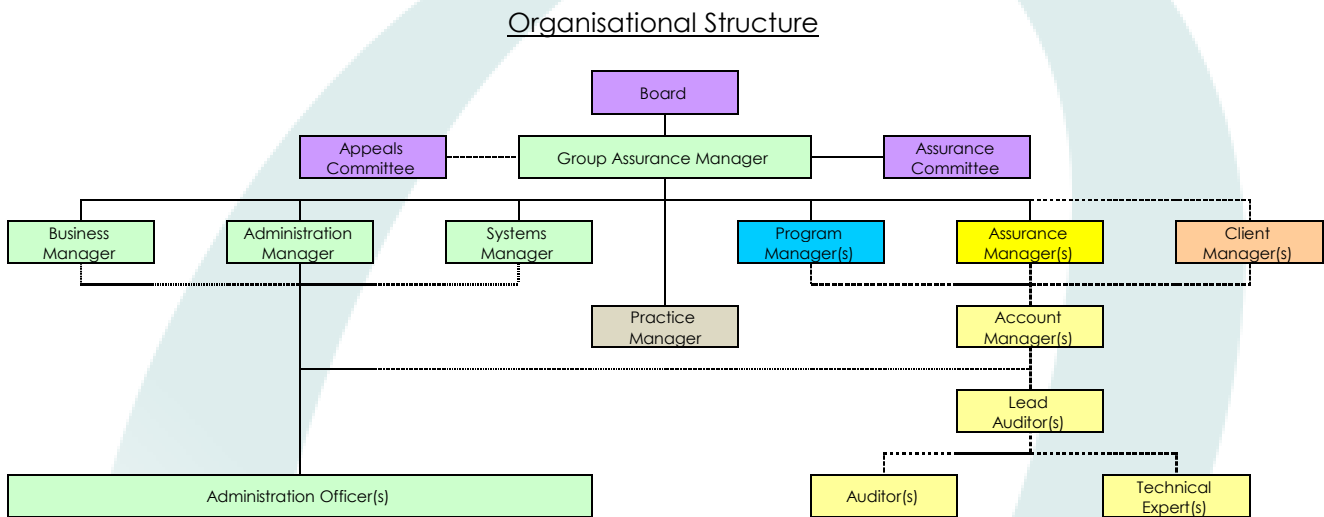 Organisational Structure
Board
Appeals
Committee
Group Assurance Manager
Assurance
Committee
Business
Manager
Administration
Manager
Systems
Manager
Program
Manager(s)
Assurance
Manager(s)
Client
Manager(s)
Practice
Manager
Account
Manager(s)
Lead
Auditor(s)
Administration Officer(s)
Auditor(s)
Technical
Expert(s)